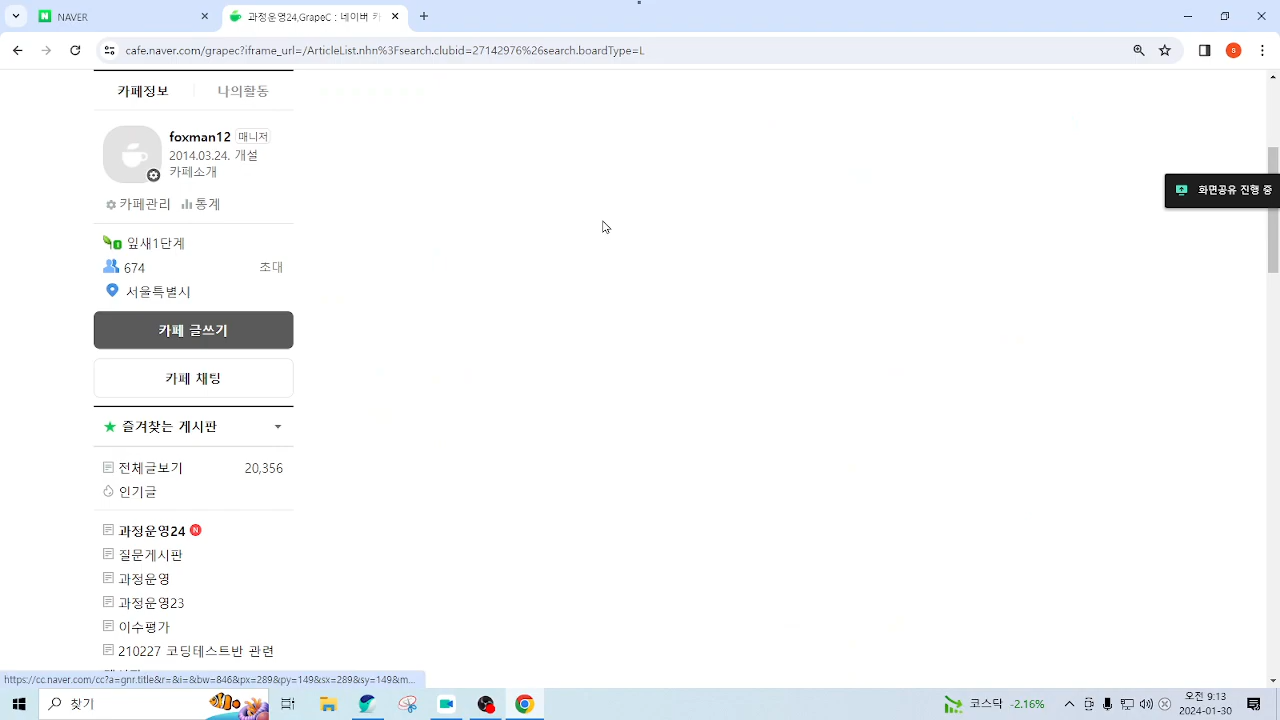 NAVER
과정운영24,GrapeC : 네이버 카
cafe.naver.com/grapec?iframe_url=/ArticleList.nhn%3Fsearch.clubid=27142976%26search.boardType=L
S
카페정보
나의활동
foxman12 매니저
2014.03.24. 개설
카페소개
카페관리
통계
화면공유 진행 중
잎새1단계
674
초대
서울특별시
카페 글쓰기
카페 채팅
즐겨찾는 게시판
전체글보기
20,356
인기글
과정운영24 N
질문게시판
과정운영
과정운영23
이수평가
210227 코딩테스트반 관련
https://cc.naver.com/cc?a=gnr.title&r=&i=&bw=846&px=289&py=149&sx=289&sy=149&m...
찾기
코스닥 -2.16%
오전 9:13
2024-01-30